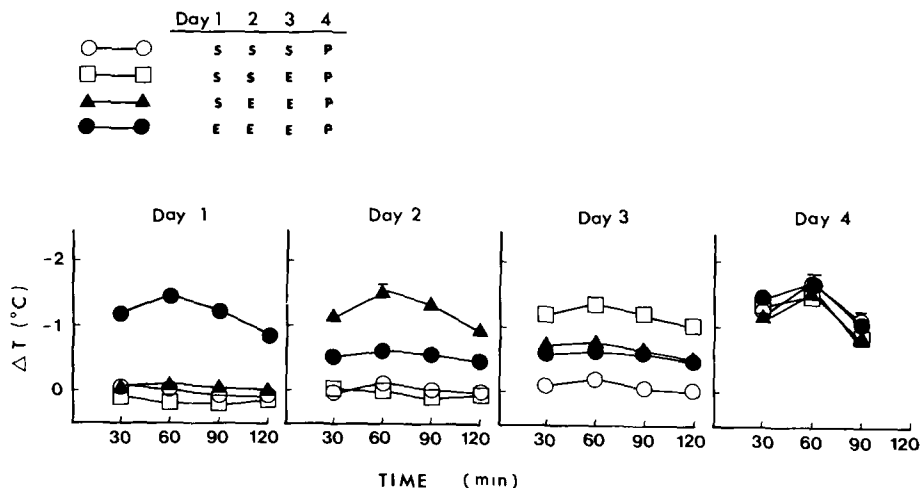 Day 1 2 3 4
S S S P
S S E P
S E E P
E E E P
Day 1 Day 2 Day 3 Day 4
-2
-1
0
ΔT (°C)
30 60 90 120 30 60 90 120 30 60 90 120 30 60 90 120
TIME (min)